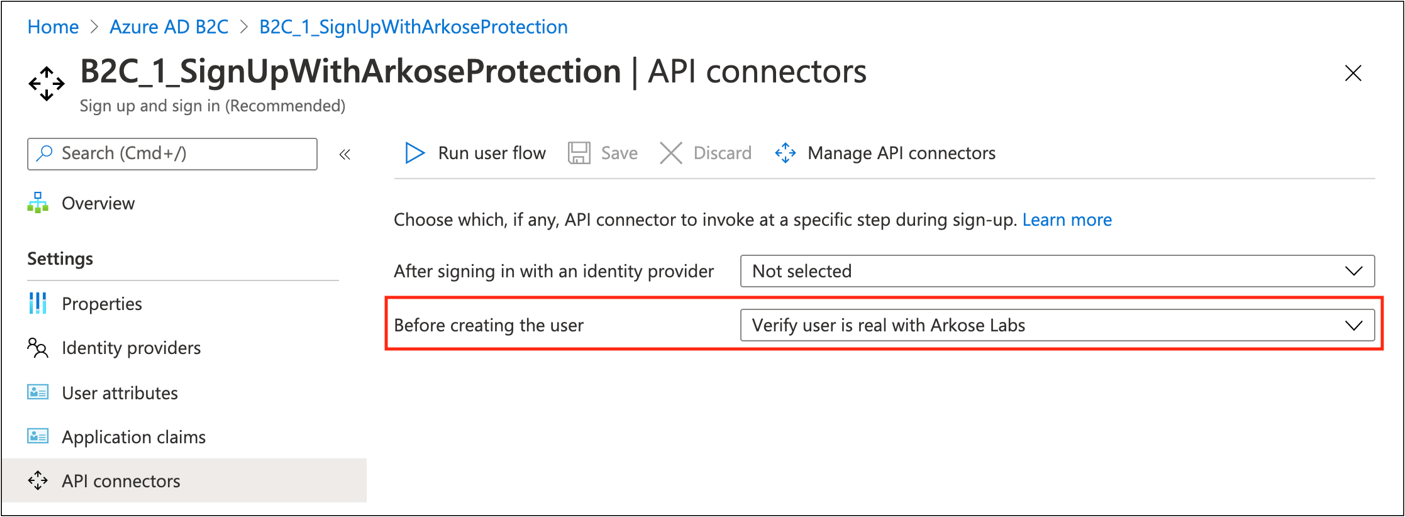 Home > Azure AD B2C > B2C_1_SignUpWithArkoseProtection
B2C_1_SignUpWithArkoseProtection | API connectors
Sign up and sign in (Recommended)
Search (Cmd+/)
«
Overview
Settings
Properties
Identity providers
User attributes
Application claims
API connectors
Run user flow Save Discard Manage API connectors
Choose which, if any, API connector to invoke at a specific step during sign-up. Learn more
After signing in with an identity provider Not selected
Before creating the user Verify user is real with Arkose Labs